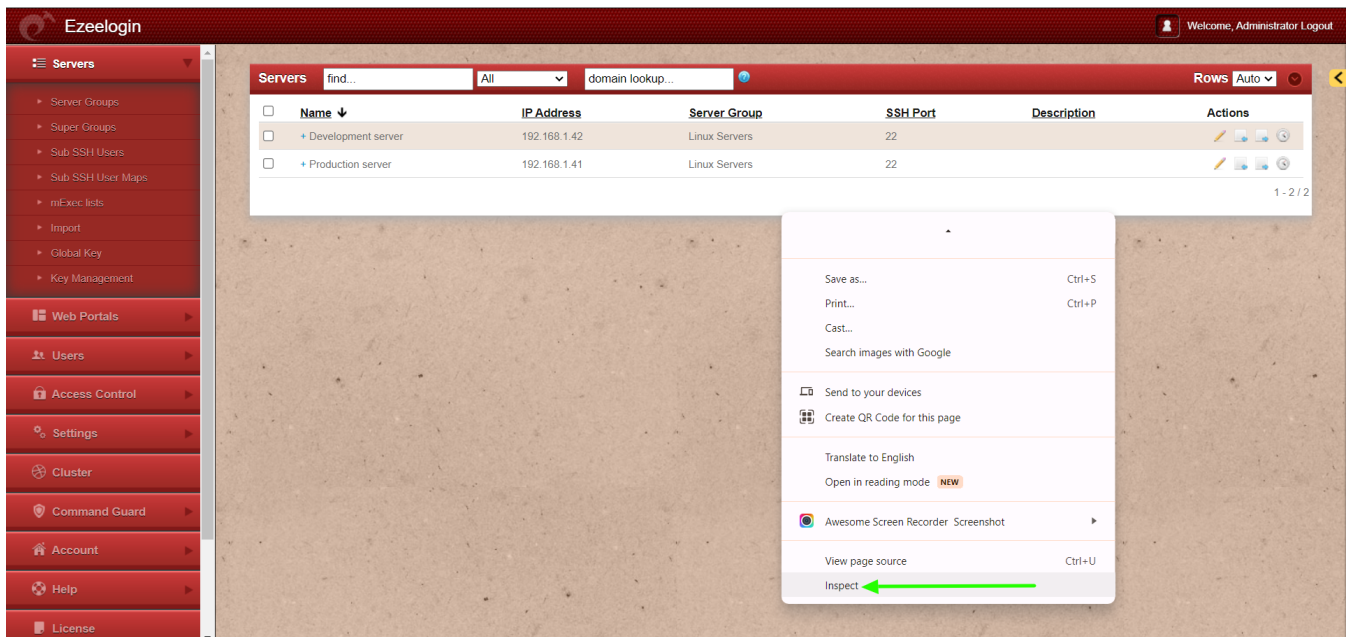 Ezeelogin
Welcome, Administrator Logout
Servers
Server Groups
Super Groups
Sub SSH Users
Sub SSH User Maps
mExec lists
Import
Global Key
Key Management
Web Portals
Users
Access Control
Settings
Cluster
Command Guard
Account
Help
License
Servers find... All domain lookup... Rows Auto
Name IP Address Server Group SSH Port Description Actions
+ Development server 192.168.1.42 Linux Servers 22
+ Production server 192.168.1.41 Linux Servers 22
1 - 2 / 2
Save as... Ctrl+S
Print... Ctrl+P
Cast...
Search images with Google
Send to your devices
Create QR Code for this page
Translate to English
Open in reading mode NEW
Awesome Screen Recorder Screenshot
View page source Ctrl+U
Inspect